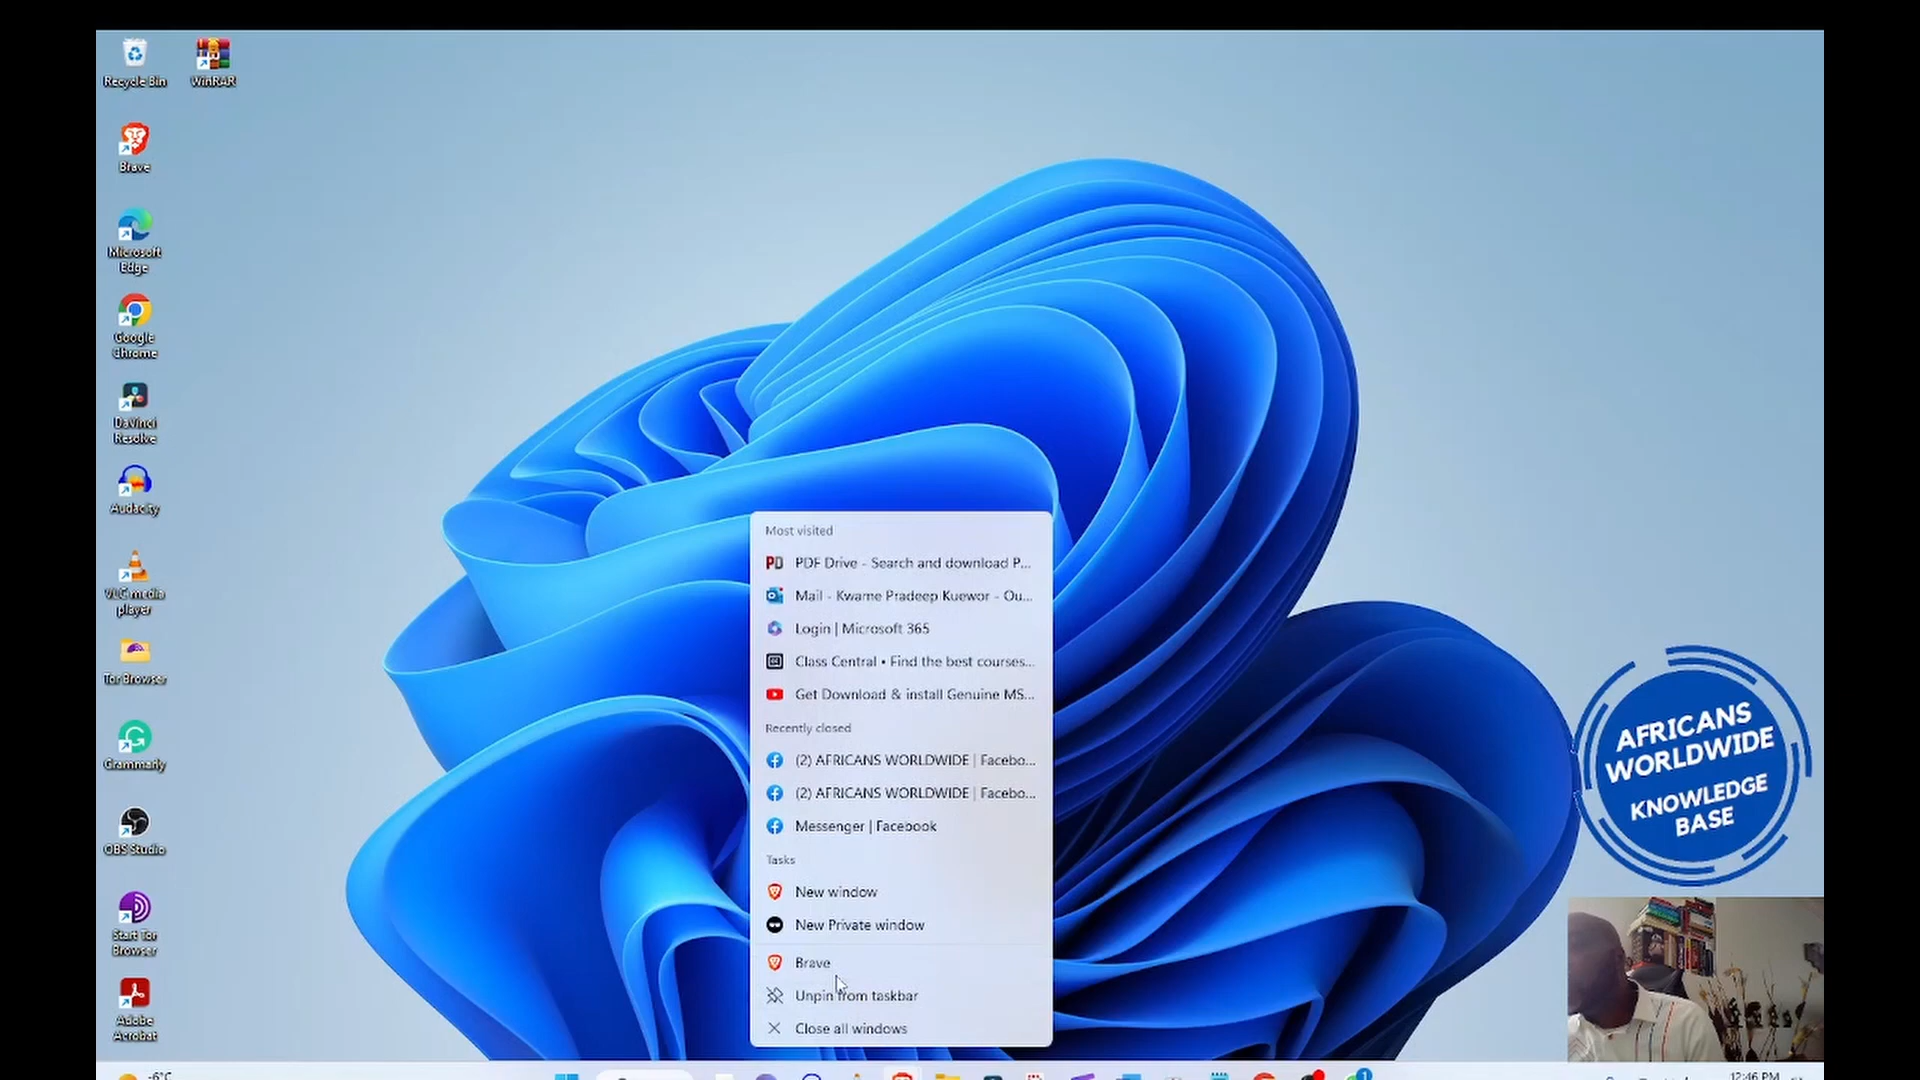 Recycle Bin
WinRAR
Brave
Microsoft
Edge
Google
Chrome
DaVinci
Resolve
Audacity
VLC media
player
Tor Browser
Grammarly
OBS Studio
Start Tor
Browser
Adobe
Acrobat
Most visited
PDF Drive - Search and download P...
Mail - Kwame Pradeep Kuewor - Ou...
Login | Microsoft 365
Class Central • Find the best courses...
Get Download & install Genuine MS...
Recently closed
(2) AFRICANS WORLDWIDE | Facebo...
(2) AFRICANS WORLDWIDE | Facebo...
Messenger | Facebook
Tasks
New window
New Private window
Brave
Unpin from taskbar
Close all windows
AFRICANS
WORLDWIDE
KNOWLEDGE
BASE
-6°C
12:46 PM
1